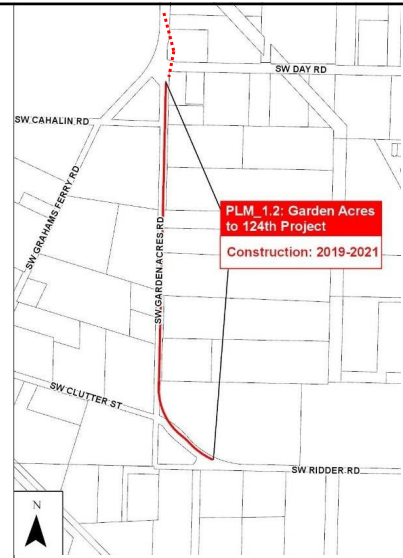 SW DAY RD
SW CAHALIN RD
SW GRAHAMS FERRY RD
PLM_1.2: Garden Acres
to 124th Project
Construction: 2019-2021
SW GARDEN ACRES RD
SW CLUTTER ST
SW RIDDER RD
N